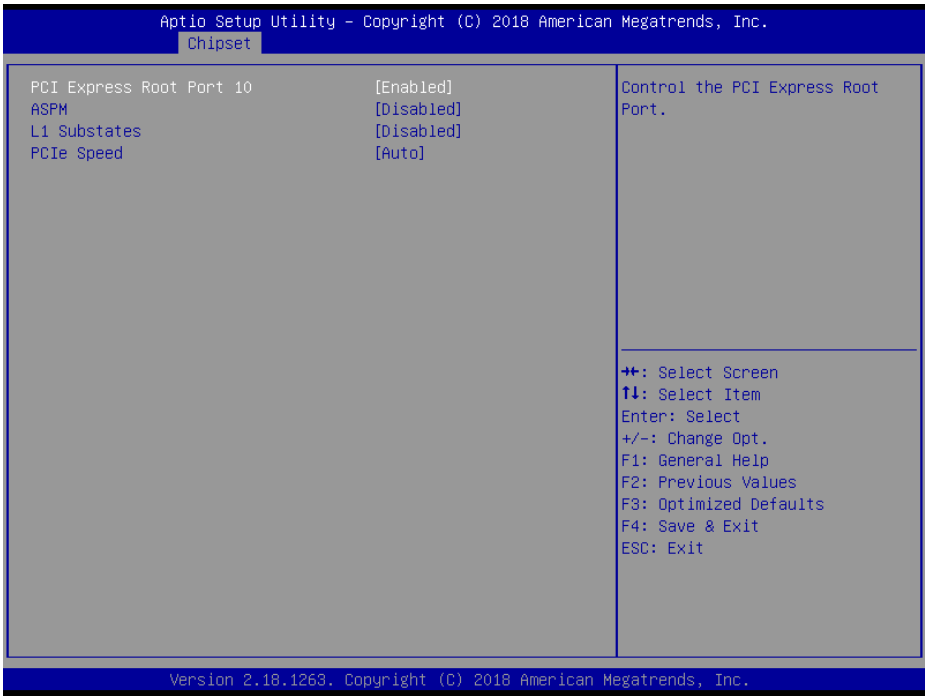 Aptio Setup Utility – Copyright (C) 2018 American Megatrends, Inc.
Chipset
PCI Express Root Port 10 [Enabled]
ASPM [Disabled]
L1 Substates [Disabled]
PCIe Speed [Auto]
Control the PCI Express Root
Port.
→←: Select Screen
↑↓: Select Item
Enter: Select
+/-: Change Opt.
F1: General Help
F2: Previous Values
F3: Optimized Defaults
F4: Save & Exit
ESC: Exit
Version 2.18.1263. Copyright (C) 2018 American Megatrends, Inc.